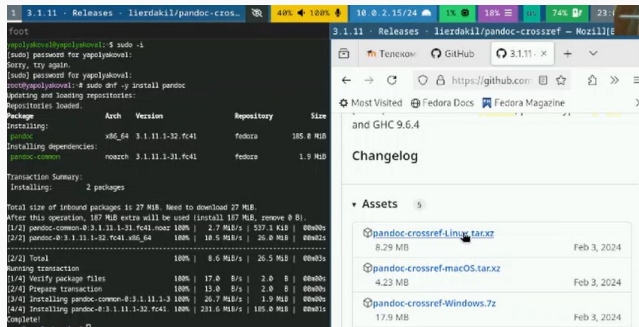 3.1.11 · Releases · lierdakil/pandoc-cros…
40% 100%
10.0.2.15/24
1%
18%
74%
foot
yapolyakoval:~$ sudo -i
[sudo] password for yapolyakoval:
Sorry, try again.
[sudo] password for yapolyakoval:
root@yapolyakoval:~# sudo dnf -y install pandoc
Updating and loading repositories:
Repositories loaded.
Package Arch Version Repository Size
Installing:
pandoc x86_64 3.1.11.1-32.fc41 fedora 185.0 MiB
Installing dependencies:
pandoc-common noarch 3.1.11.1-31.fc41 fedora 1.9 MiB
Transaction Summary:
Installing: 2 packages
Total size of inbound packages is 27 MiB. Need to download 27 MiB.
After this operation, 187 MiB extra will be used (install 187 MiB, remove 0 B).
[1/2] pandoc-common-0:3.1.11.1-31.fc41.noar 100% | 2.7 MiB/s | 537.1 KiB | 00m00s
[2/2] pandoc-0:3.1.11.1-32.fc41.x86_64 100% | 10.5 MiB/s | 26.0 MiB | 00m02s
[2/2] Total 100% | 8.6 MiB/s | 26.5 MiB | 00m03s
Running transaction
[1/4] Verify package files 100% | 17.0 B/s | 2.0 B | 00m00s
[2/4] Prepare transaction 100% | 13.0 B/s | 2.0 B | 00m00s
[3/4] Installing pandoc-common-0:3.1.11.1-3 100% | 26.7 MiB/s | 1.9 MiB | 00m00s
[4/4] Installing pandoc-0:3.1.11.1-32.fc41. 100% | 231.6 MiB/s | 185.0 MiB | 00m01s
Complete!
3.1.11 · Releases · lierdakil/pandoc-crossref — Mozill
Телеком
GitHub
3.1.11 ·
https://github.com
Most Visited Fedora Docs Fedora Magazine
and GHC 9.6.4
Changelog
Assets 5
pandoc-crossref-Linux.tar.xz
8.29 MB Feb 3, 2024
pandoc-crossref-macOS.tar.xz
4.23 MB Feb 3, 2024
pandoc-crossref-Windows.7z
17.9 MB Feb 3, 2024